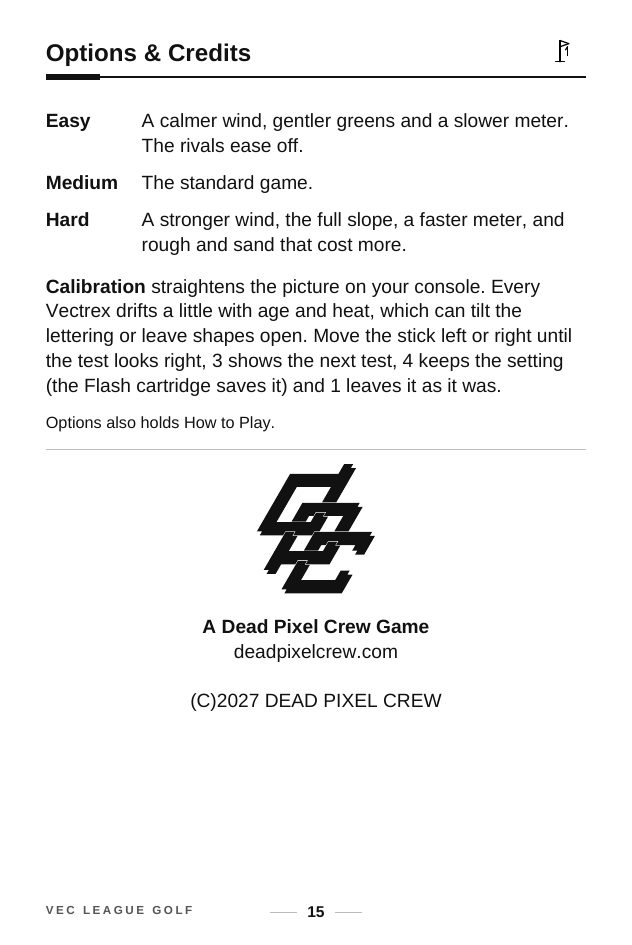 Options & Credits
Easy A calmer wind, gentler greens and a slower meter.
The rivals ease off.
Medium The standard game.
Hard A stronger wind, the full slope, a faster meter, and
rough and sand that cost more.
Calibration straightens the picture on your console. Every
Vectrex drifts a little with age and heat, which can tilt the
lettering or leave shapes open. Move the stick left or right until
the test looks right, 3 shows the next test, 4 keeps the setting
(the Flash cartridge saves it) and 1 leaves it as it was.
Options also holds How to Play.
A Dead Pixel Crew Game
deadpixelcrew.com
(C)2027 DEAD PIXEL CREW
VEC LEAGUE GOLF 15